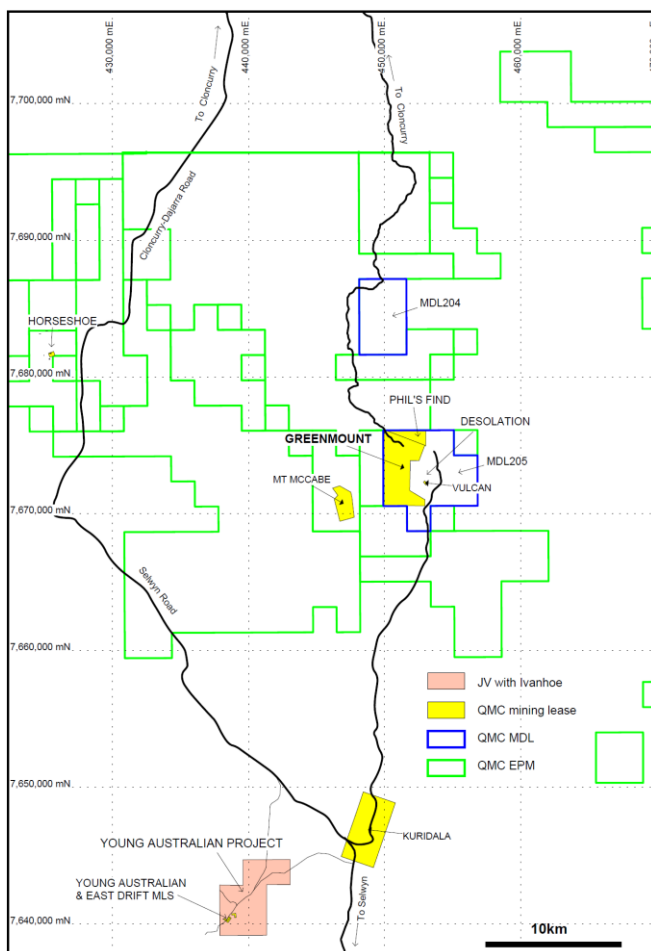 430,000 mE
440,000 mE
450,000 mE
460,000 mE
To Cloncurry
To Cloncurry
7,700,000 mN
Cloncurry-Dajarra Road
7,690,000 mN
HORSESHOE
MDL204
7,680,000 mN
PHIL'S FIND
DESOLATION
GREENMOUNT
MDL205
MT MCCABE
VULCAN
7,670,000 mN
Selwyn Road
7,660,000 mN
JV with Ivanhoe
QMC mining lease
QMC MDL
QMC EPM
7,650,000 mN
KURIDALA
YOUNG AUSTRALIAN PROJECT
YOUNG AUSTRALIAN
& EAST DRIFT MLS
To Selwyn
7,640,000 mN
10km